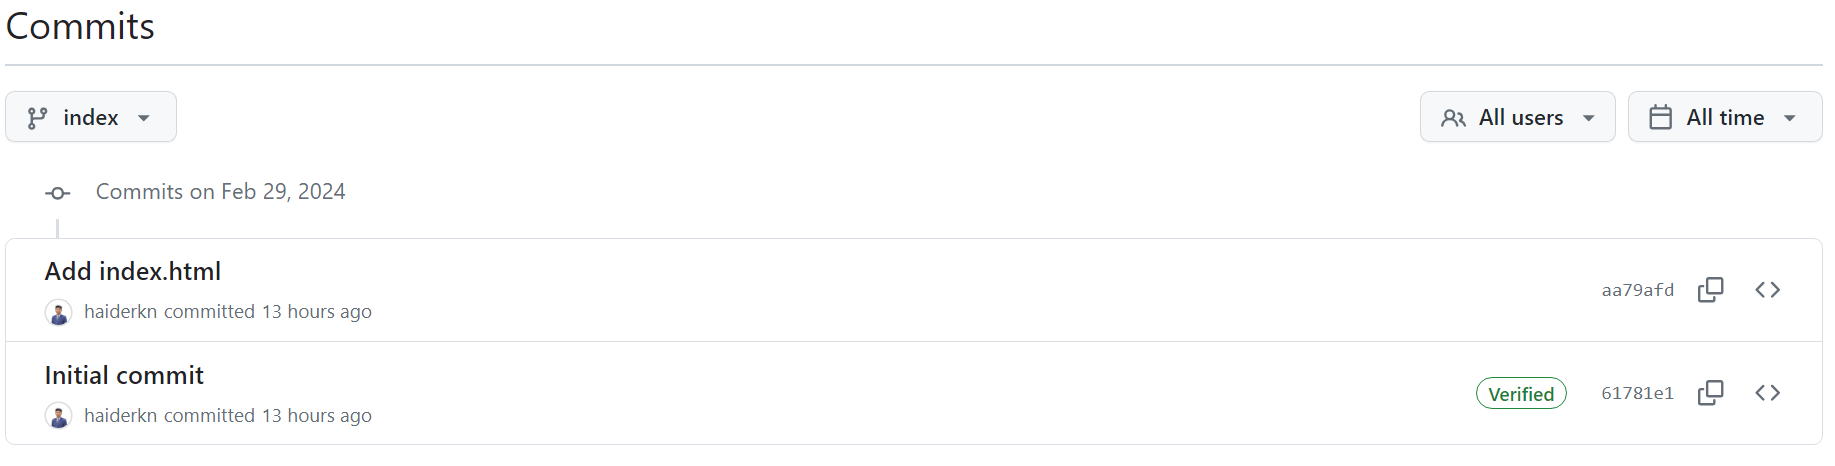 Commits
index
All users
All time
Commits on Feb 29, 2024
Add index.html
aa79afd
haiderkn committed 13 hours ago
Initial commit
Verified
61781e1
haiderkn committed 13 hours ago